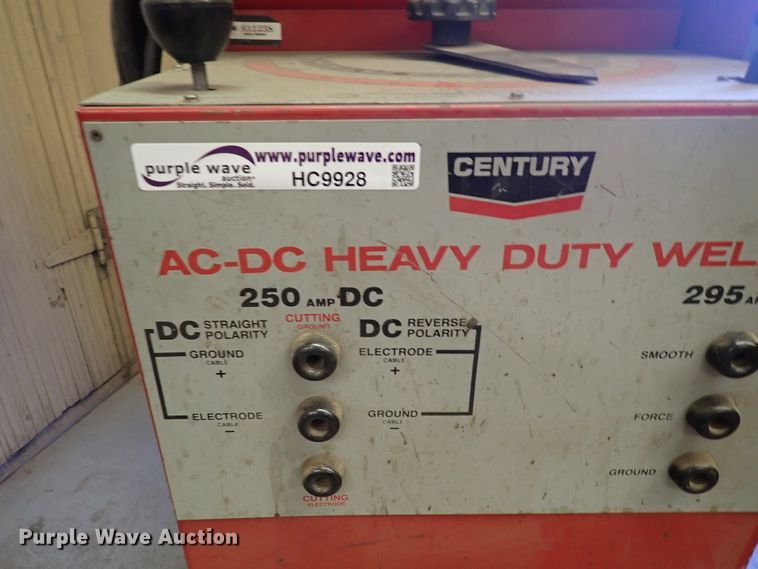 S1123S
purple wave
auction
Straight. Simple. Sold.
www.purplewave.com
HC9928
CENTURY
AC-DC HEAVY DUTY WEL
250 AMP DC
295
CUTTING
GROUND
DC STRAIGHT
POLARITY
GROUND
CABLE
+
ELECTRODE
CABLE
-
DC REVERSE
POLARITY
ELECTRODE
CABLE
+
GROUND
CABLE
-
CUTTING
ELECTRODE
SMOOTH
FORCE
GROUND
Purple Wave Auction